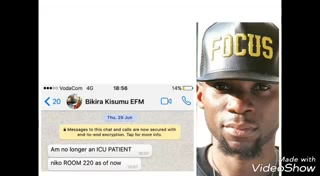 VodaCom 4G 18:56 14%
20 Bikira Kisumu EFM
Thu, 29 Jun
Messages to this chat and calls are now secured with
end-to-end encryption. Tap for more info.
Am no longer an ICU PATIENT
niko ROOM 220 as of now
FOCUS
Made with
VideoShow